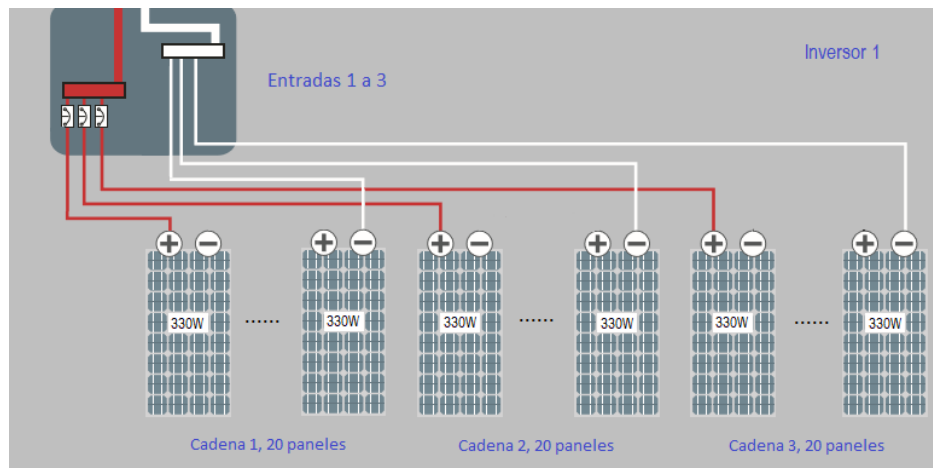 Inversor 1
Entradas 1 a 3
+ − + − + − + − + − + −
330W ...... 330W 330W ...... 330W 330W ...... 330W
Cadena 1, 20 paneles
Cadena 2, 20 paneles
Cadena 3, 20 paneles